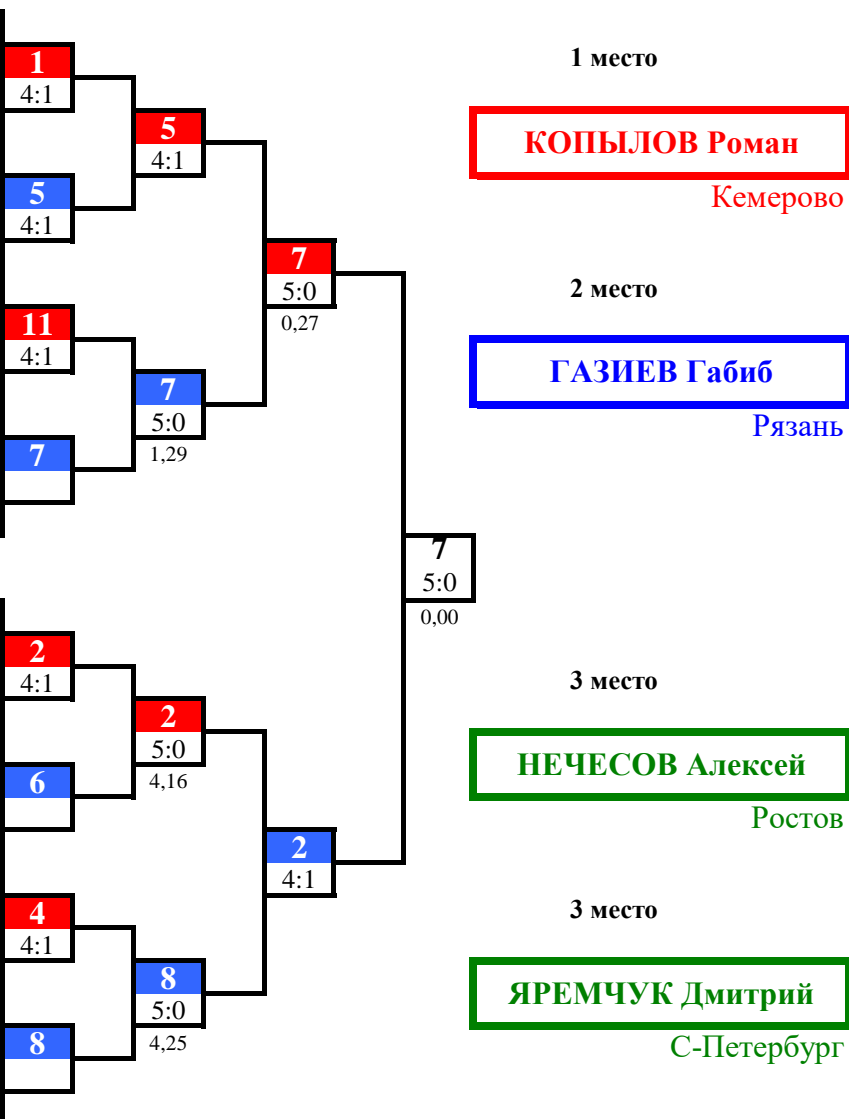 1
4:1
5
4:1
5
4:1
7
5:0
0,27
11
4:1
7
5:0
1,29
7
7
5:0
0,00
2
4:1
2
5:0
4,16
6
2
4:1
4
4:1
8
5:0
4,25
8
1 место
КОПЫЛОВ Роман
Кемерово
2 место
ГАЗИЕВ Габиб
Рязань
3 место
НЕЧЕСОВ Алексей
Ростов
3 место
ЯРЕМЧУК Дмитрий
С-Петербург